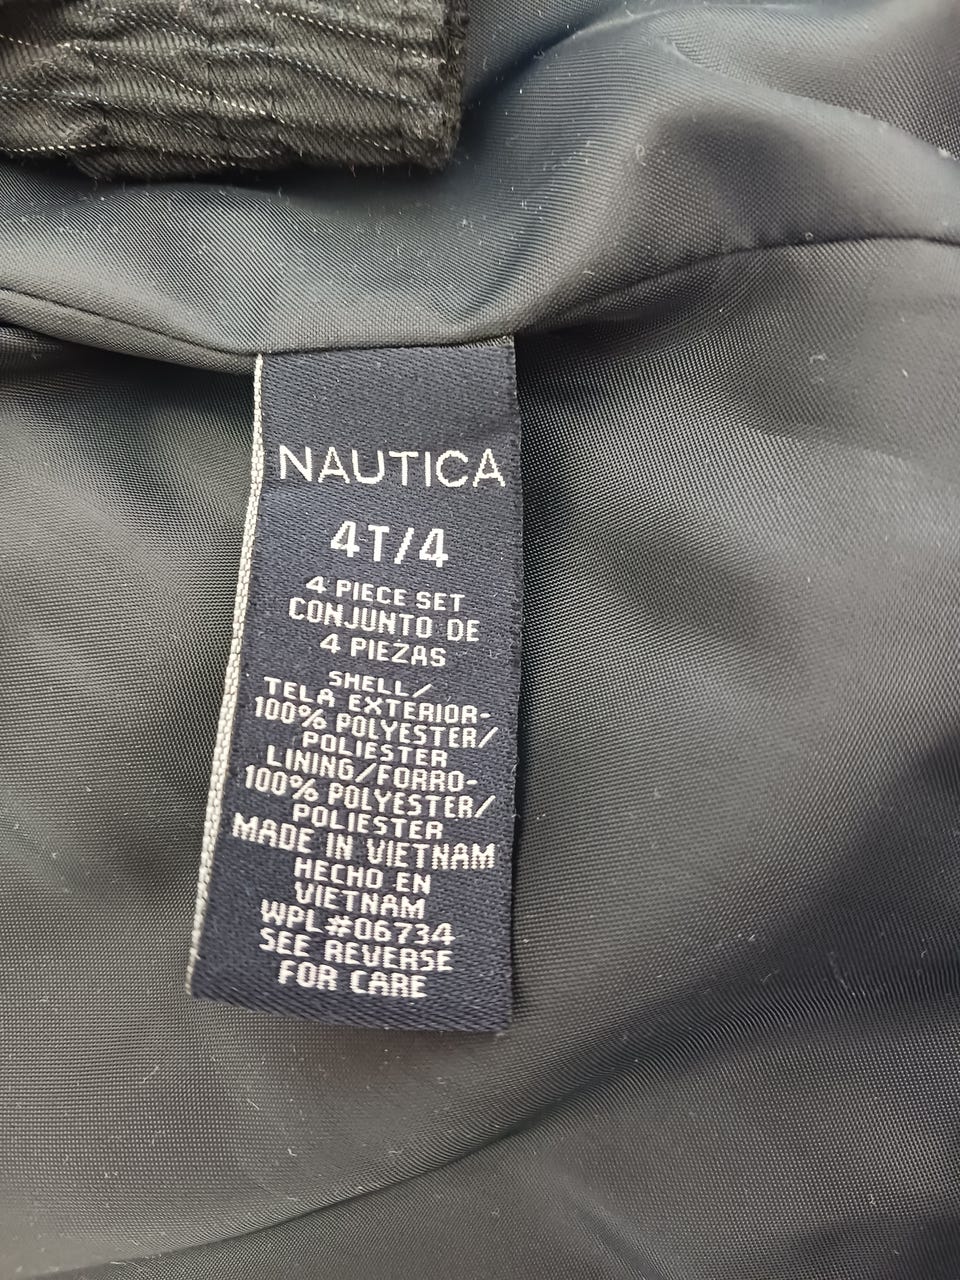 NAUTICA
4T/4
4 PIECE SET
CONJUNTO DE
4 PIEZAS
SHELL/
TELA EXTERIOR-
100% POLYESTER/
POLIESTER
LINING/FORRO-
100% POLYESTER/
POLIESTER
MADE IN VIETNAM
HECHO EN
VIETNAM
WPL#06734
SEE REVERSE
FOR CARE